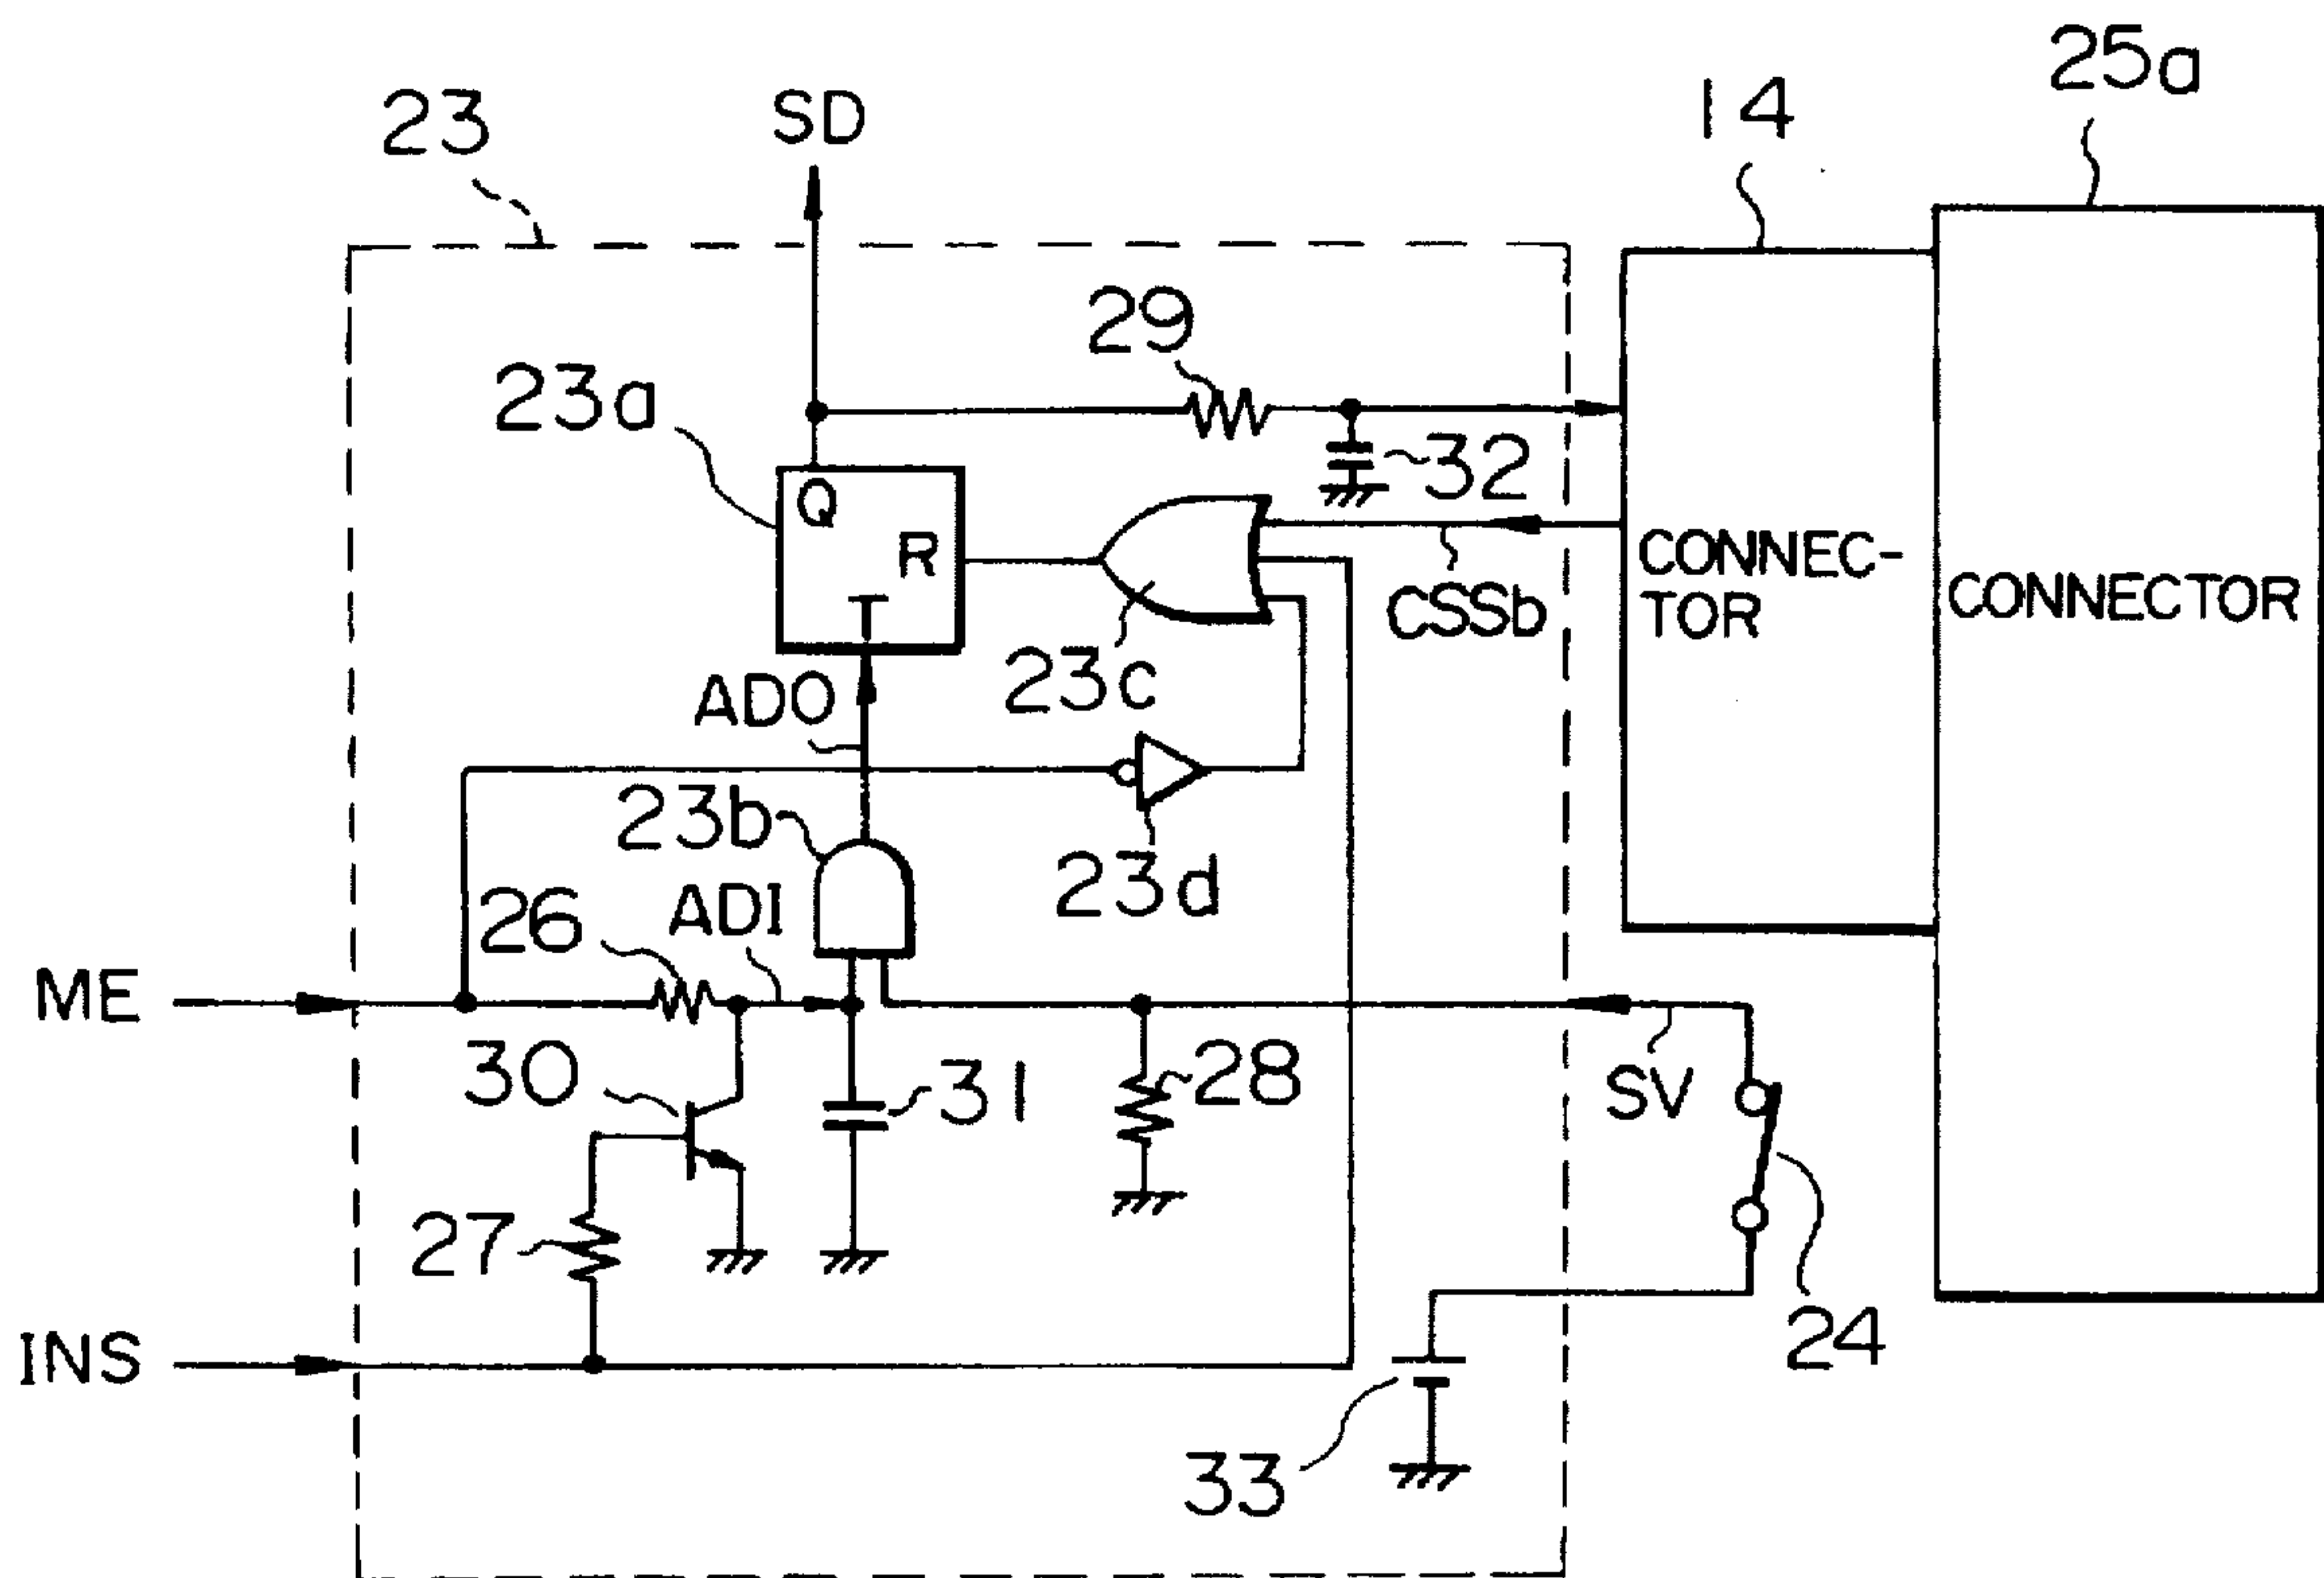 25a
14
23
SD
29
23a
Q
32
R
CONNEC-
TOR
CONNECTOR
T
CSSb
23c
ADO
23b
23d
26
ADI
ME
30
31
28
SV
27
24
INS
33